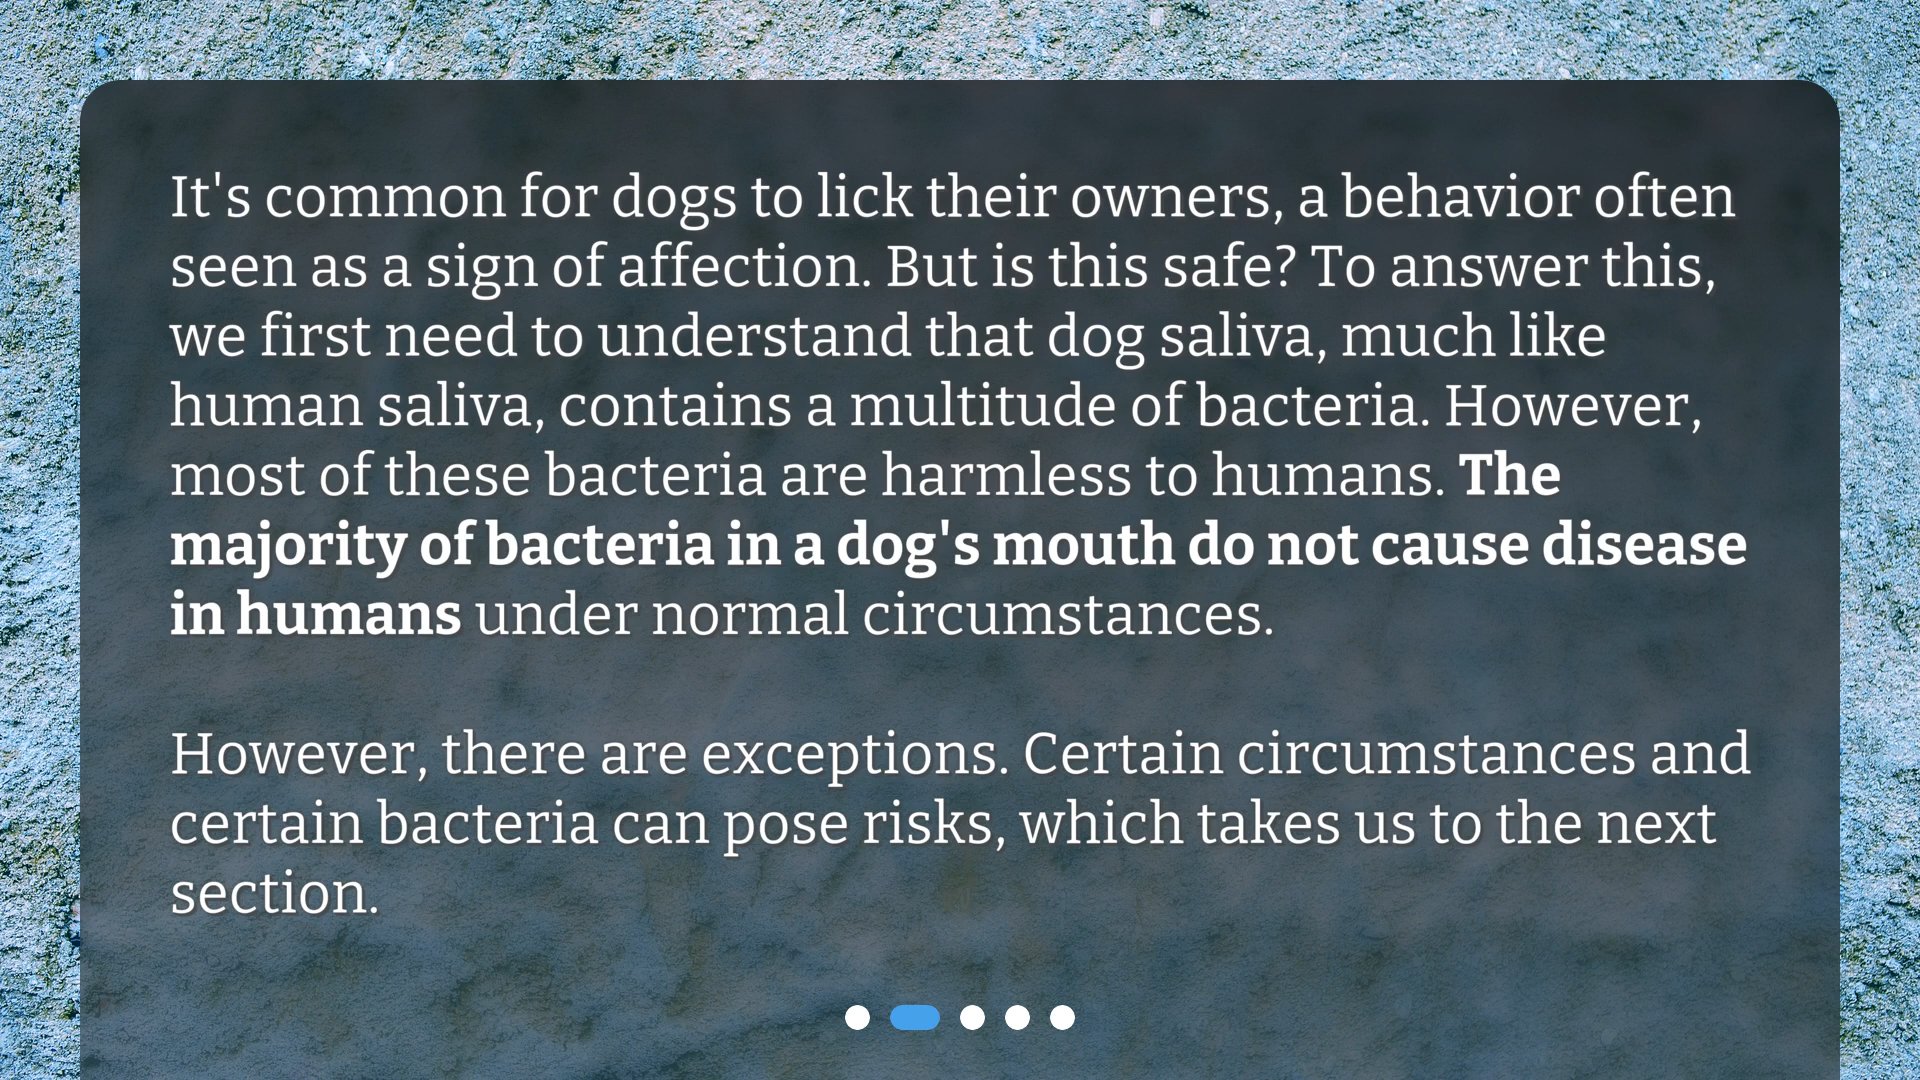 It's common for dogs to lick their owners, a behavior often
seen as a sign of affection. But is this safe? To answer this,
we first need to understand that dog saliva, much like
human saliva, contains a multitude of bacteria. However,
most of these bacteria are harmless to humans. The
majority of bacteria in a dog's mouth do not cause disease
in humans under normal circumstances.
However, there are exceptions. Certain circumstances and
certain bacteria can pose risks, which takes us to the next
section.